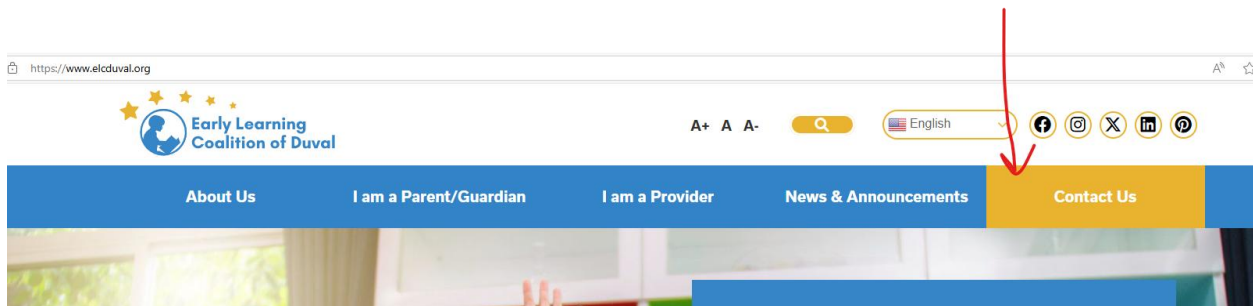 https://www.elcduval.org
Early Learning
Coalition of Duval
A+ A A-
English
About Us I am a Parent/Guardian I am a Provider News & Announcements Contact Us